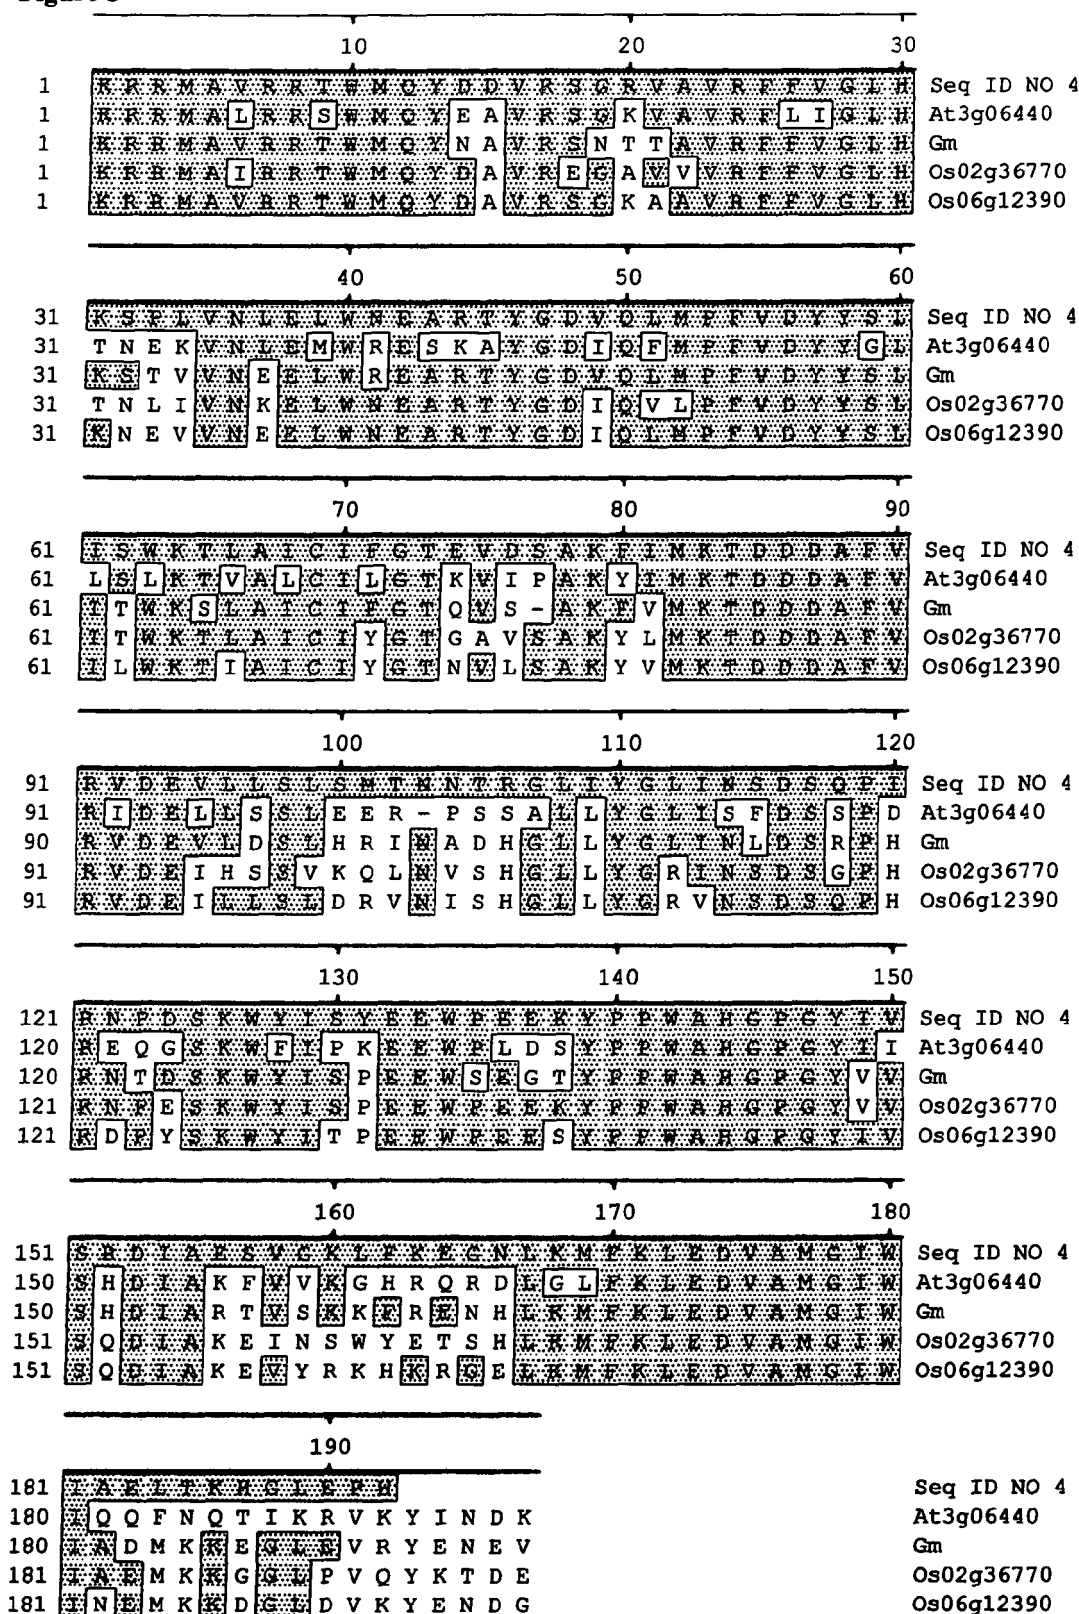 10 20 30
1 K R R M A V R R T W M Q Y D D V R S G R V A V R F F V G L H Seq ID NO 4
1 K R R M A L R R S W M Q Y E A V R S G K V A V R F L I G L H At3g06440
1 K R R M A V R R T W M Q Y N A V R S N T T A V R F F V G L H Gm
1 K R R M A I R R T W M Q Y D A V R E G A V V V R F F V G L H Os02g36770
1 K R R M A V R R T W M Q Y D A V R S G K A A V R F F V G L H Os06g12390
40 50 60
31 K S P L V N L E L W N E A R T Y G D V Q L M P F V D Y Y S L Seq ID NO 4
31 T N E K V N L E M W R E S K A Y G D I Q F M P F V D Y Y G L At3g06440
31 K S T V V N E E L W R E A R T Y G D V Q L M P F V D Y Y S L Gm
31 T N L I V N K E L W N E A R T Y G D I Q V L P F V D Y Y S L Os02g36770
31 K N E V V N E E L W N E A R T Y G D I Q L M P F V D Y Y S L Os06g12390
70 80 90
61 I S W K T L A I C I F G T E V D S A K F I M K T D D D A F V Seq ID NO 4
61 L S L K T V A L C I L G T K V I P A K Y I M K T D D D A F V At3g06440
61 I T W K S L A I C I F G T Q V S - A K F V M K T D D D A F V Gm
61 I T W K T L A I C I Y G T G A V S A K Y L M K T D D D A F V Os02g36770
61 I L W K T I A I C I Y G T N V L S A K Y V M K T D D D A F V Os06g12390
100 110 120
91 R V D E V L L S L S M T N N T R G L I Y G L I N S D S Q P I Seq ID NO 4
91 R I D E L L S S L E E R - P S S A L L Y G L I S F D S S P D At3g06440
90 R V D E V L D S L H R I N A D H G L L Y G L I N L D S R P H Gm
91 R V D E I H S S V K Q L N V S H G L L Y G R I N S D S G P H Os02g36770
91 R V D E I L L S L D R V N I S H G L L Y G R V N S D S Q P H Os06g12390
130 140 150
121 R N P D S K W Y I S Y E E W P E E K Y P P W A H G P G Y I V Seq ID NO 4
120 R E Q G S K W F I P K E E W P L D S Y P P W A H G P G Y I I At3g06440
120 R N T D S K W Y I S P E E W S E G T Y P P W A H G P G Y V V Gm
121 R N P E S K W Y I S P E E W P E E K Y P P W A H G P G Y V V Os02g36770
121 R D P Y S K W Y I T P E E W P E E S Y P P W A H G P G Y I V Os06g12390
160 170 180
151 S R D I A E S V G K L F K E G N L K M F K L E D V A M G I W Seq ID NO 4
150 S H D I A K F V V K G H R Q R D L G L F K L E D V A M G I W At3g06440
150 S H D I A R T V S K K F R E N H L K M F K L E D V A M G I W Gm
151 S Q D I A K E I N S W Y E T S H L K M F K L E D V A M G I W Os02g36770
151 S Q D I A K E V Y R K H K R G E L K M F K L E D V A M G I W Os06g12390
190
181 I A E L T K H G L E P H Seq ID NO 4
180 I Q Q F N Q T I K R V K Y I N D K At3g06440
180 I A D M K K E G L E V R Y E N E V Gm
181 I A E M K K G G L P V Q Y K T D E Os02g36770
181 I N E M K K D G L D V K Y E N D G Os06g12390